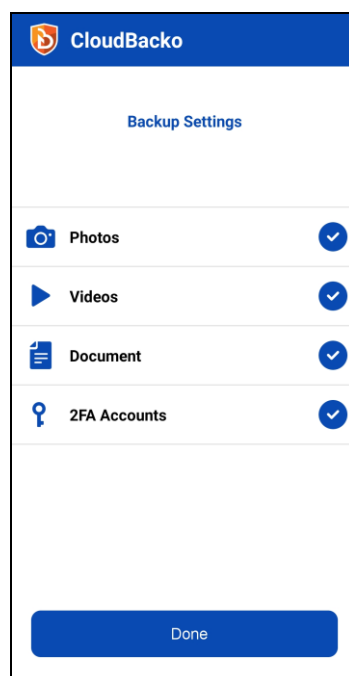 CloudBacko
Backup Settings
Photos
Videos
Document
2FA Accounts
Done